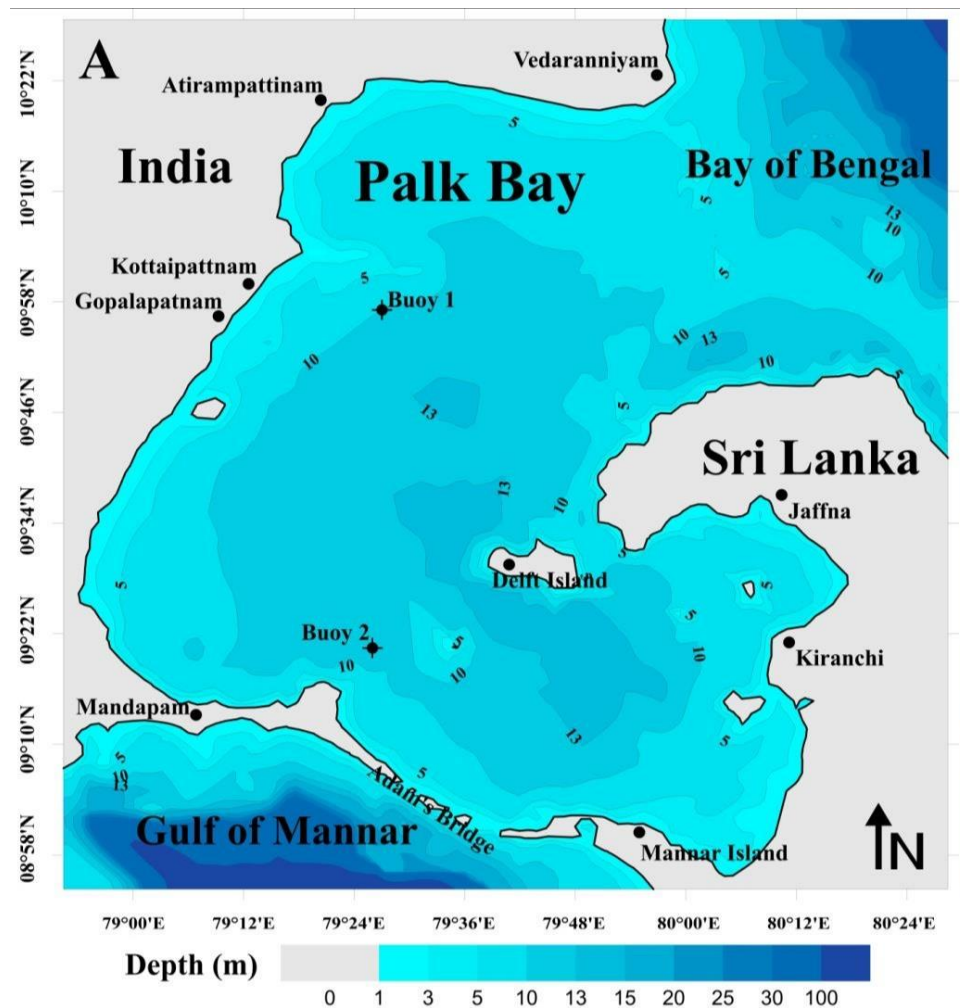 A
Vedaranniyam
Atirampattinam
India
Palk Bay
Bay of Bengal
Kottaipattnam
Gopalapatnam
Buoy 1
Sri Lanka
Jaffna
Delft Island
Buoy 2
Kiranchi
Mandapam
Adam's Bridge
Gulf of Mannar
Mannar Island
N
10°22'N
10°10'N
09°58'N
09°46'N
09°34'N
09°22'N
09°10'N
08°58'N
5
5
13
10
5
5
10
10
13
10
10
5
13
5
13
10
5
5
5
5
5
10
10
10
13
5
5
5
10
13
79°00'E 79°12'E 79°24'E 79°36'E 79°48'E 80°00'E 80°12'E 80°24'E
Depth (m)
0 1 3 5 10 13 15 20 25 30 100